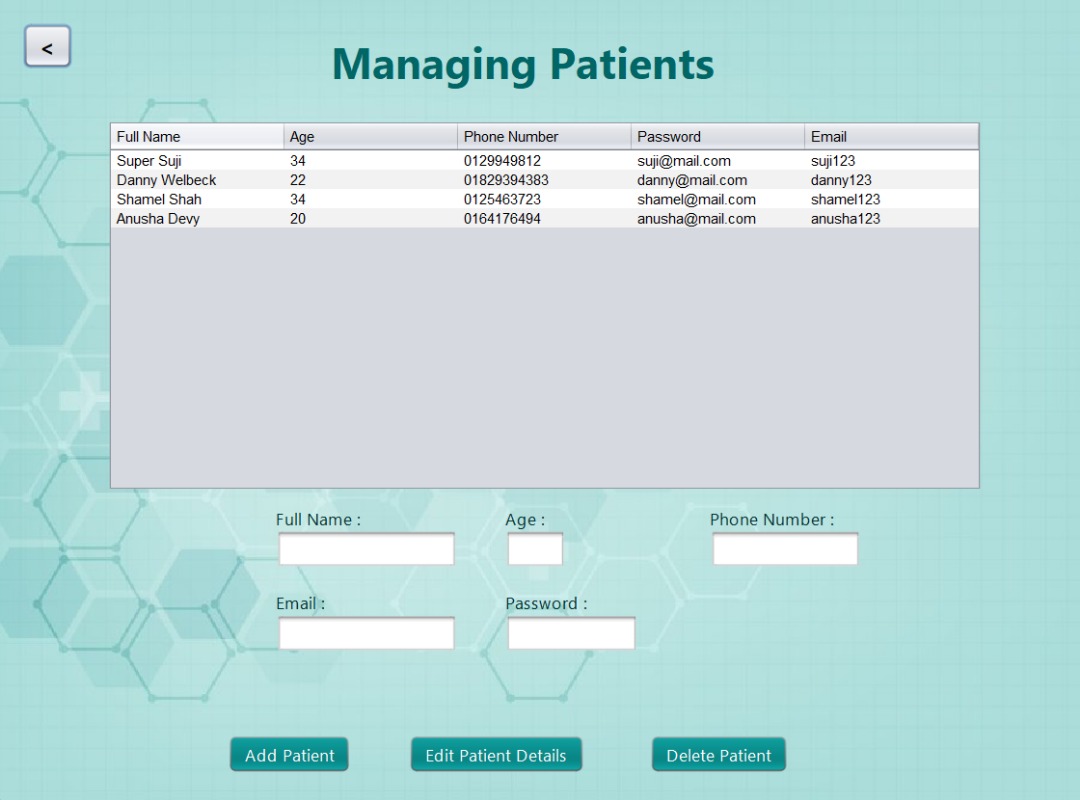 <
Managing Patients
Full Name Age Phone Number Password Email
Super Suji 34 0129949812 suji@mail.com suji123
Danny Welbeck 22 01829394383 danny@mail.com danny123
Shamel Shah 34 0125463723 shamel@mail.com shamel123
Anusha Devy 20 0164176494 anusha@mail.com anusha123
Full Name : Age : Phone Number :
Email : Password :
Add Patient Edit Patient Details Delete Patient